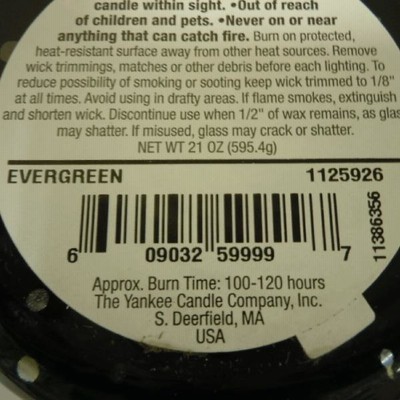 candle within sight. •Out of reach
of children and pets. •Never on or near
anything that can catch fire. Burn on protected,
heat-resistant surface away from other heat sources. Remove
wick trimmings, matches or other debris before each lighting. To
reduce possibility of smoking or sooting keep wick trimmed to 1/8"
at all times. Avoid using in drafty areas. If flame smokes, extinguish
and shorten wick. Discontinue use when 1/2" of wax remains, as glass
may shatter. If misused, glass may crack or shatter.
NET WT 21 OZ (595.4g)
EVERGREEN 1125926
6 09032 59999 7
11386356
Approx. Burn Time: 100-120 hours
The Yankee Candle Company, Inc.
S. Deerfield, MA
USA